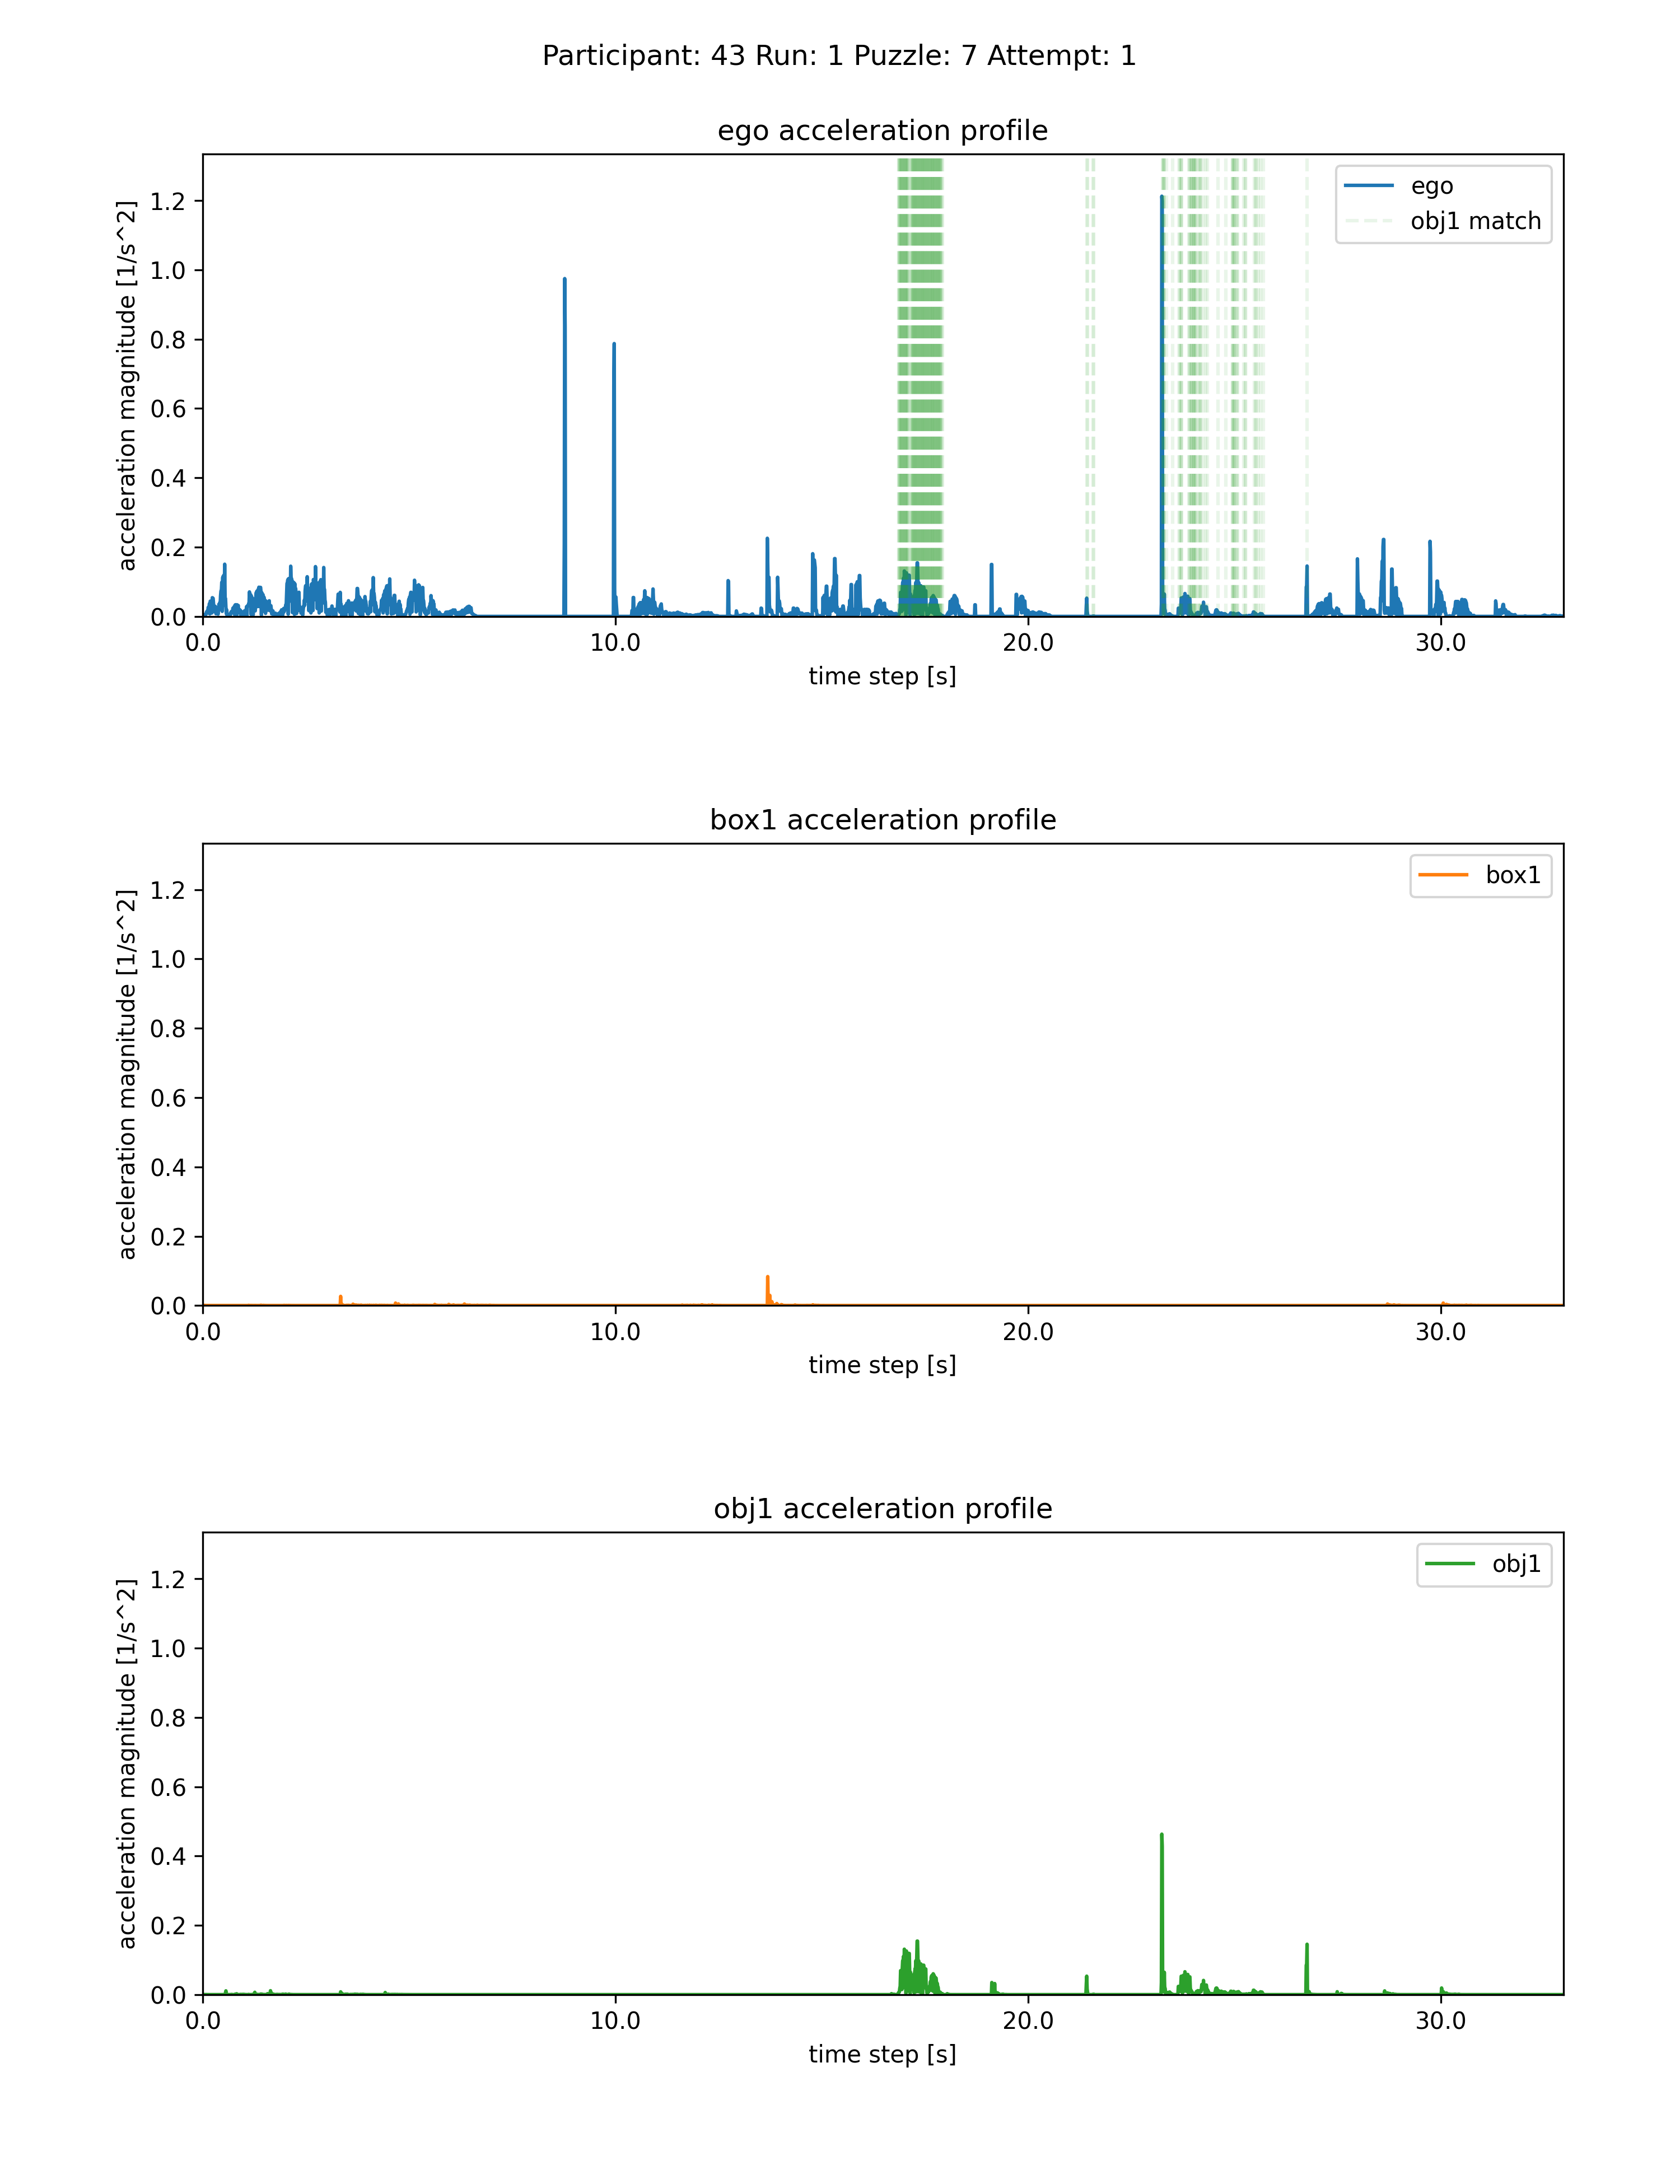 Participant: 43 Run: 1 Puzzle: 7 Attempt: 1
ego acceleration profile
acceleration magnitude [1/s^2]
1.2
1.0
0.8
0.6
0.4
0.2
0.0
ego
obj1 match
0.0 10.0 20.0 30.0
time step [s]
box1 acceleration profile
acceleration magnitude [1/s^2]
1.2
1.0
0.8
0.6
0.4
0.2
0.0
box1
0.0 10.0 20.0 30.0
time step [s]
obj1 acceleration profile
acceleration magnitude [1/s^2]
1.2
1.0
0.8
0.6
0.4
0.2
0.0
obj1
0.0 10.0 20.0 30.0
time step [s]